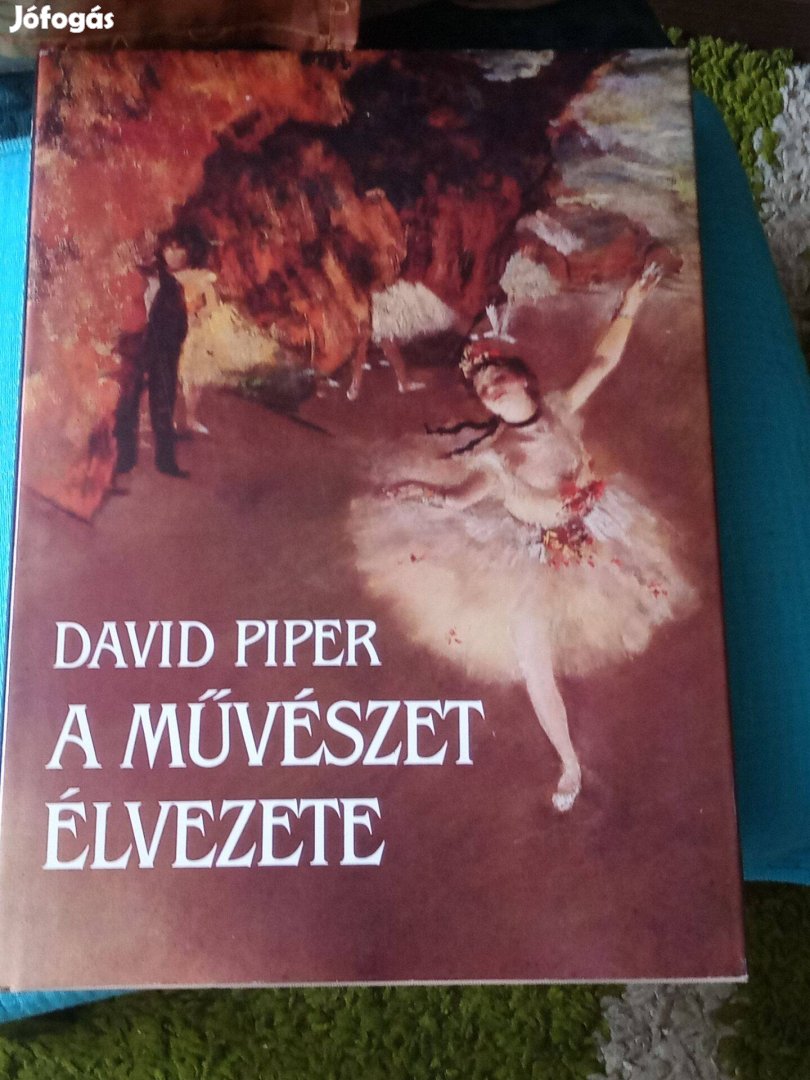 Jófogás
DAVID PIPER
A MŰVÉSZET
ÉLVEZETE